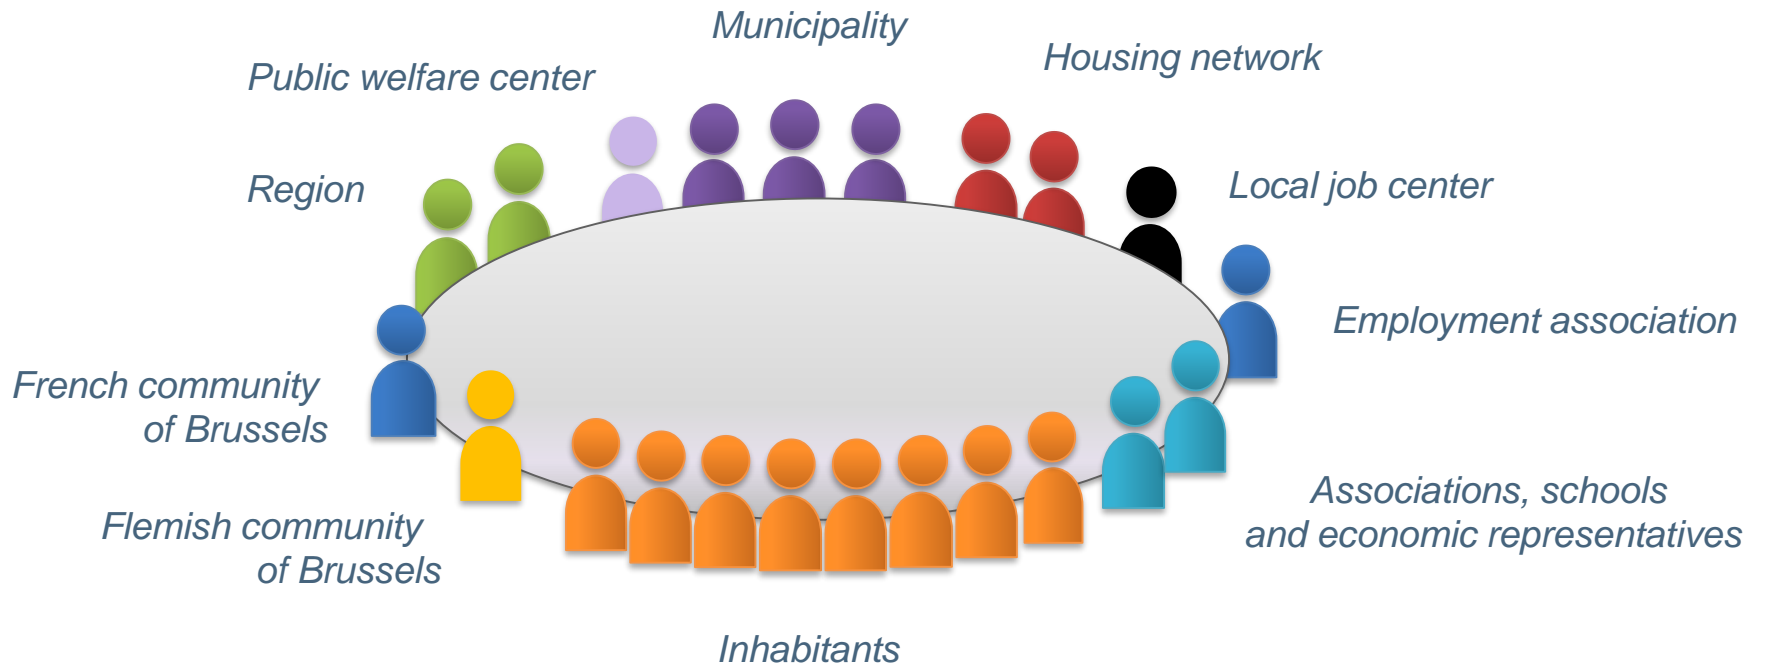 Municipality
Housing network
Public welfare center
Region
Local job center
Employment association
French community
of Brussels
Associations, schools
and economic representatives
Flemish community
of Brussels
Inhabitants